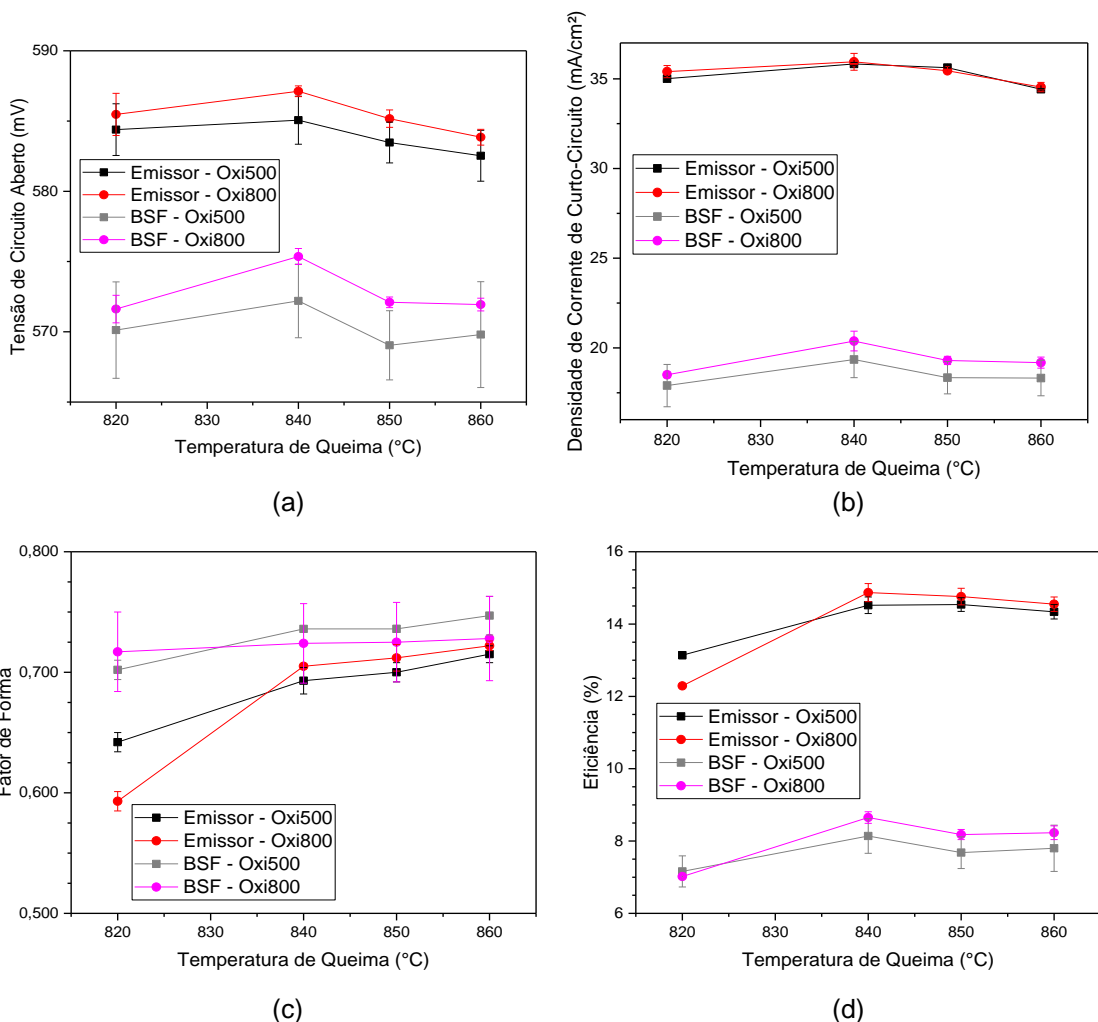 590
580
570
Tensão de Circuito Aberto (mV)
Emissor - Oxi500
Emissor - Oxi800
BSF - Oxi500
BSF - Oxi800
820 830 840 850 860
Temperatura de Queima (°C)
(a)
35
30
25
20
Densidade de Corrente de Curto-Circuito (mA/cm²)
Emissor - Oxi500
Emissor - Oxi800
BSF - Oxi500
BSF - Oxi800
820 830 840 850 860
Temperatura de Queima (°C)
(b)
0,800
0,700
0,600
0,500
Fator de Forma
Emissor - Oxi500
Emissor - Oxi800
BSF - Oxi500
BSF - Oxi800
820 830 840 850 860
Temperatura de Queima (°C)
(c)
16
14
12
10
8
6
Eficiência (%)
Emissor - Oxi500
Emissor - Oxi800
BSF - Oxi500
BSF - Oxi800
820 830 840 850 860
Temperatura de Queima (°C)
(d)